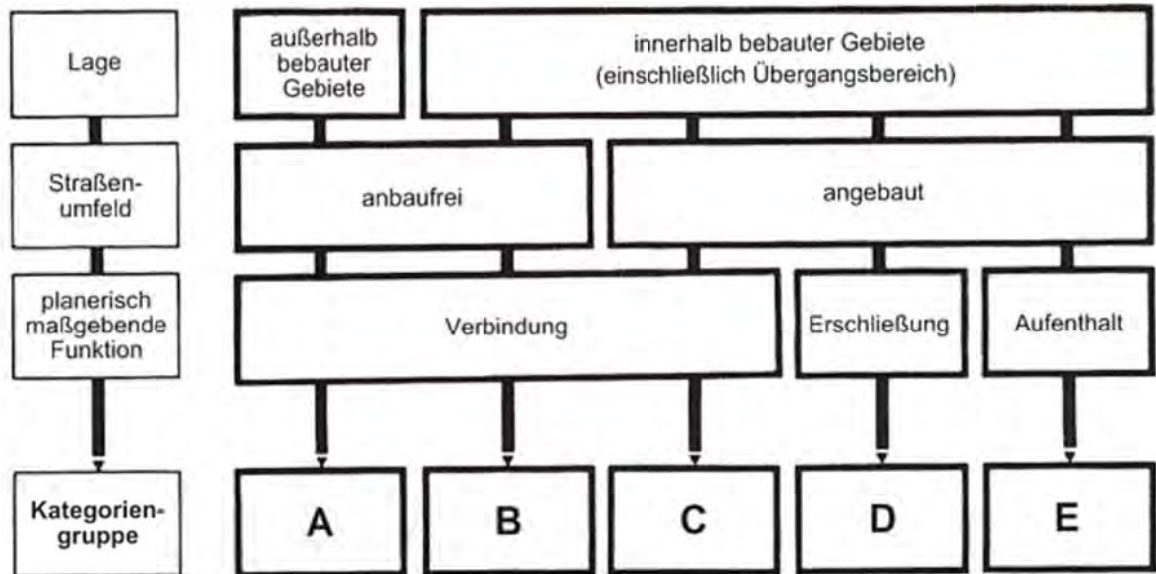 Lage
außerhalb
bebauter
Gebiete
innerhalb bebauter Gebiete
(einschließlich Übergangsbereich)
Straßen-
umfeld
anbaufrei
angebaut
planerisch
maßgebende
Funktion
Verbindung
Erschließung
Aufenthalt
Kategorien-
gruppe
A
B
C
D
E